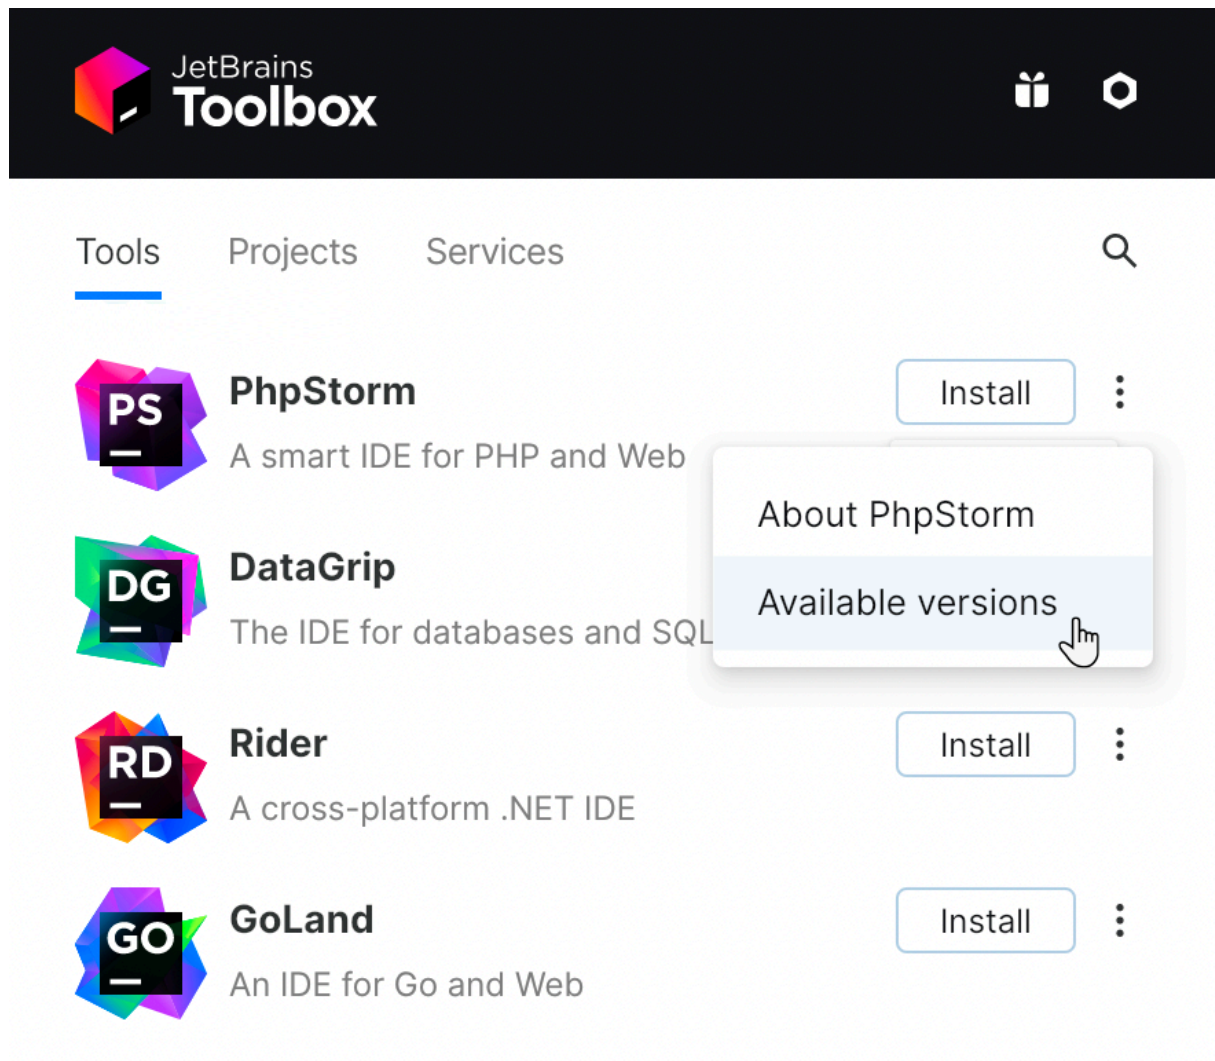 JetBrains
Toolbox
Tools Projects Services
PS
PhpStorm
Install
A smart IDE for PHP and Web
About PhpStorm
Available versions
DG
DataGrip
The IDE for databases and SQL
RD
Rider
Install
A cross-platform .NET IDE
GO
GoLand
Install
An IDE for Go and Web